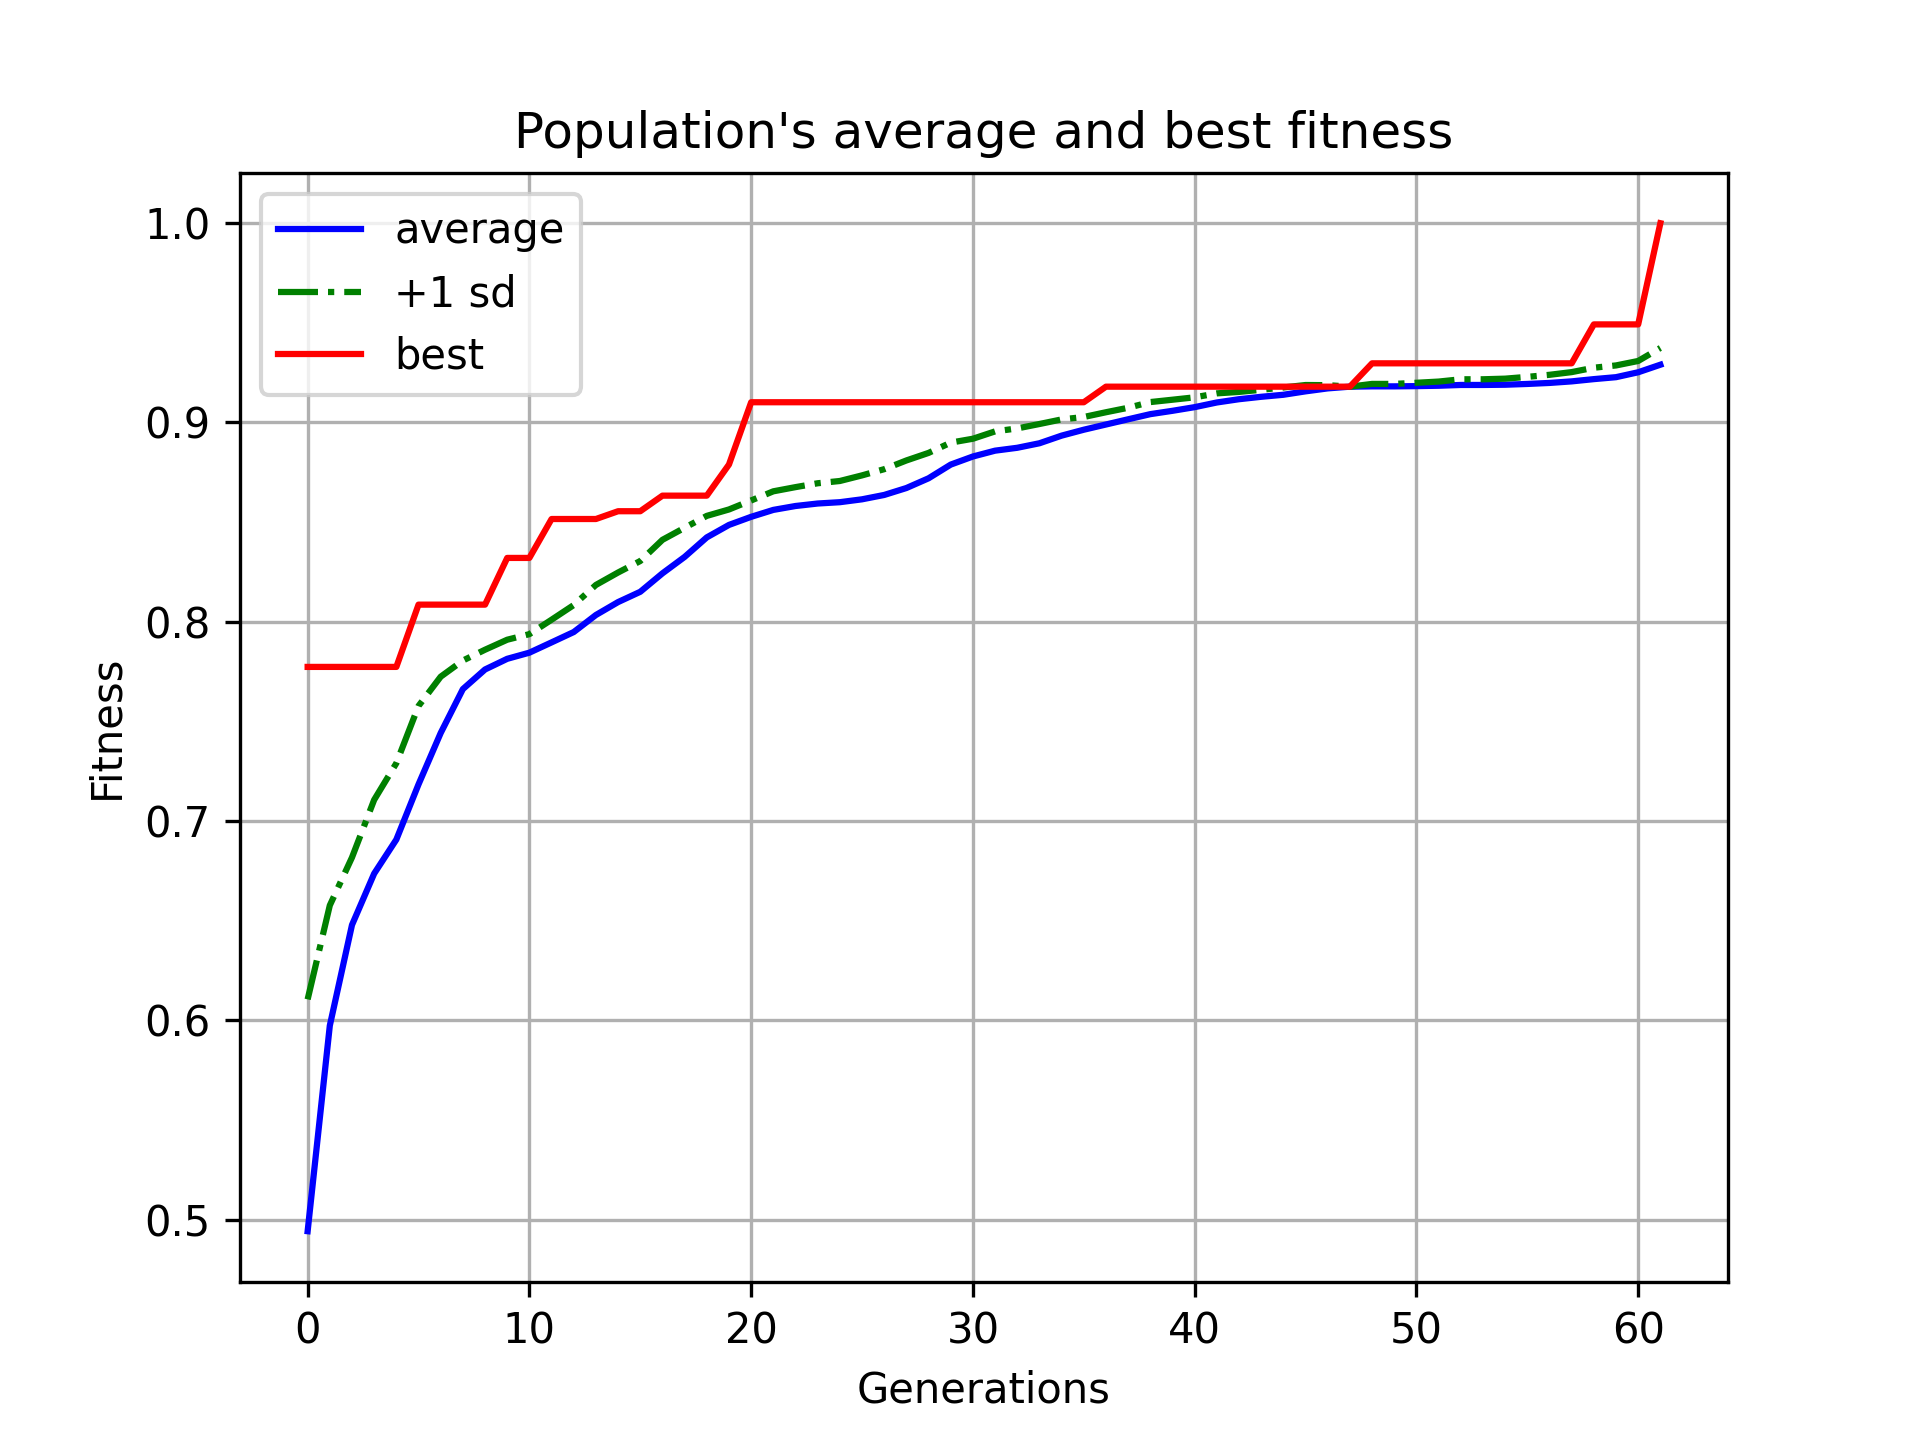 Population's average and best fitness
average
+1 sd
best
1.0
0.9
0.8
0.7
0.6
0.5
Fitness
0 10 20 30 40 50 60
Generations